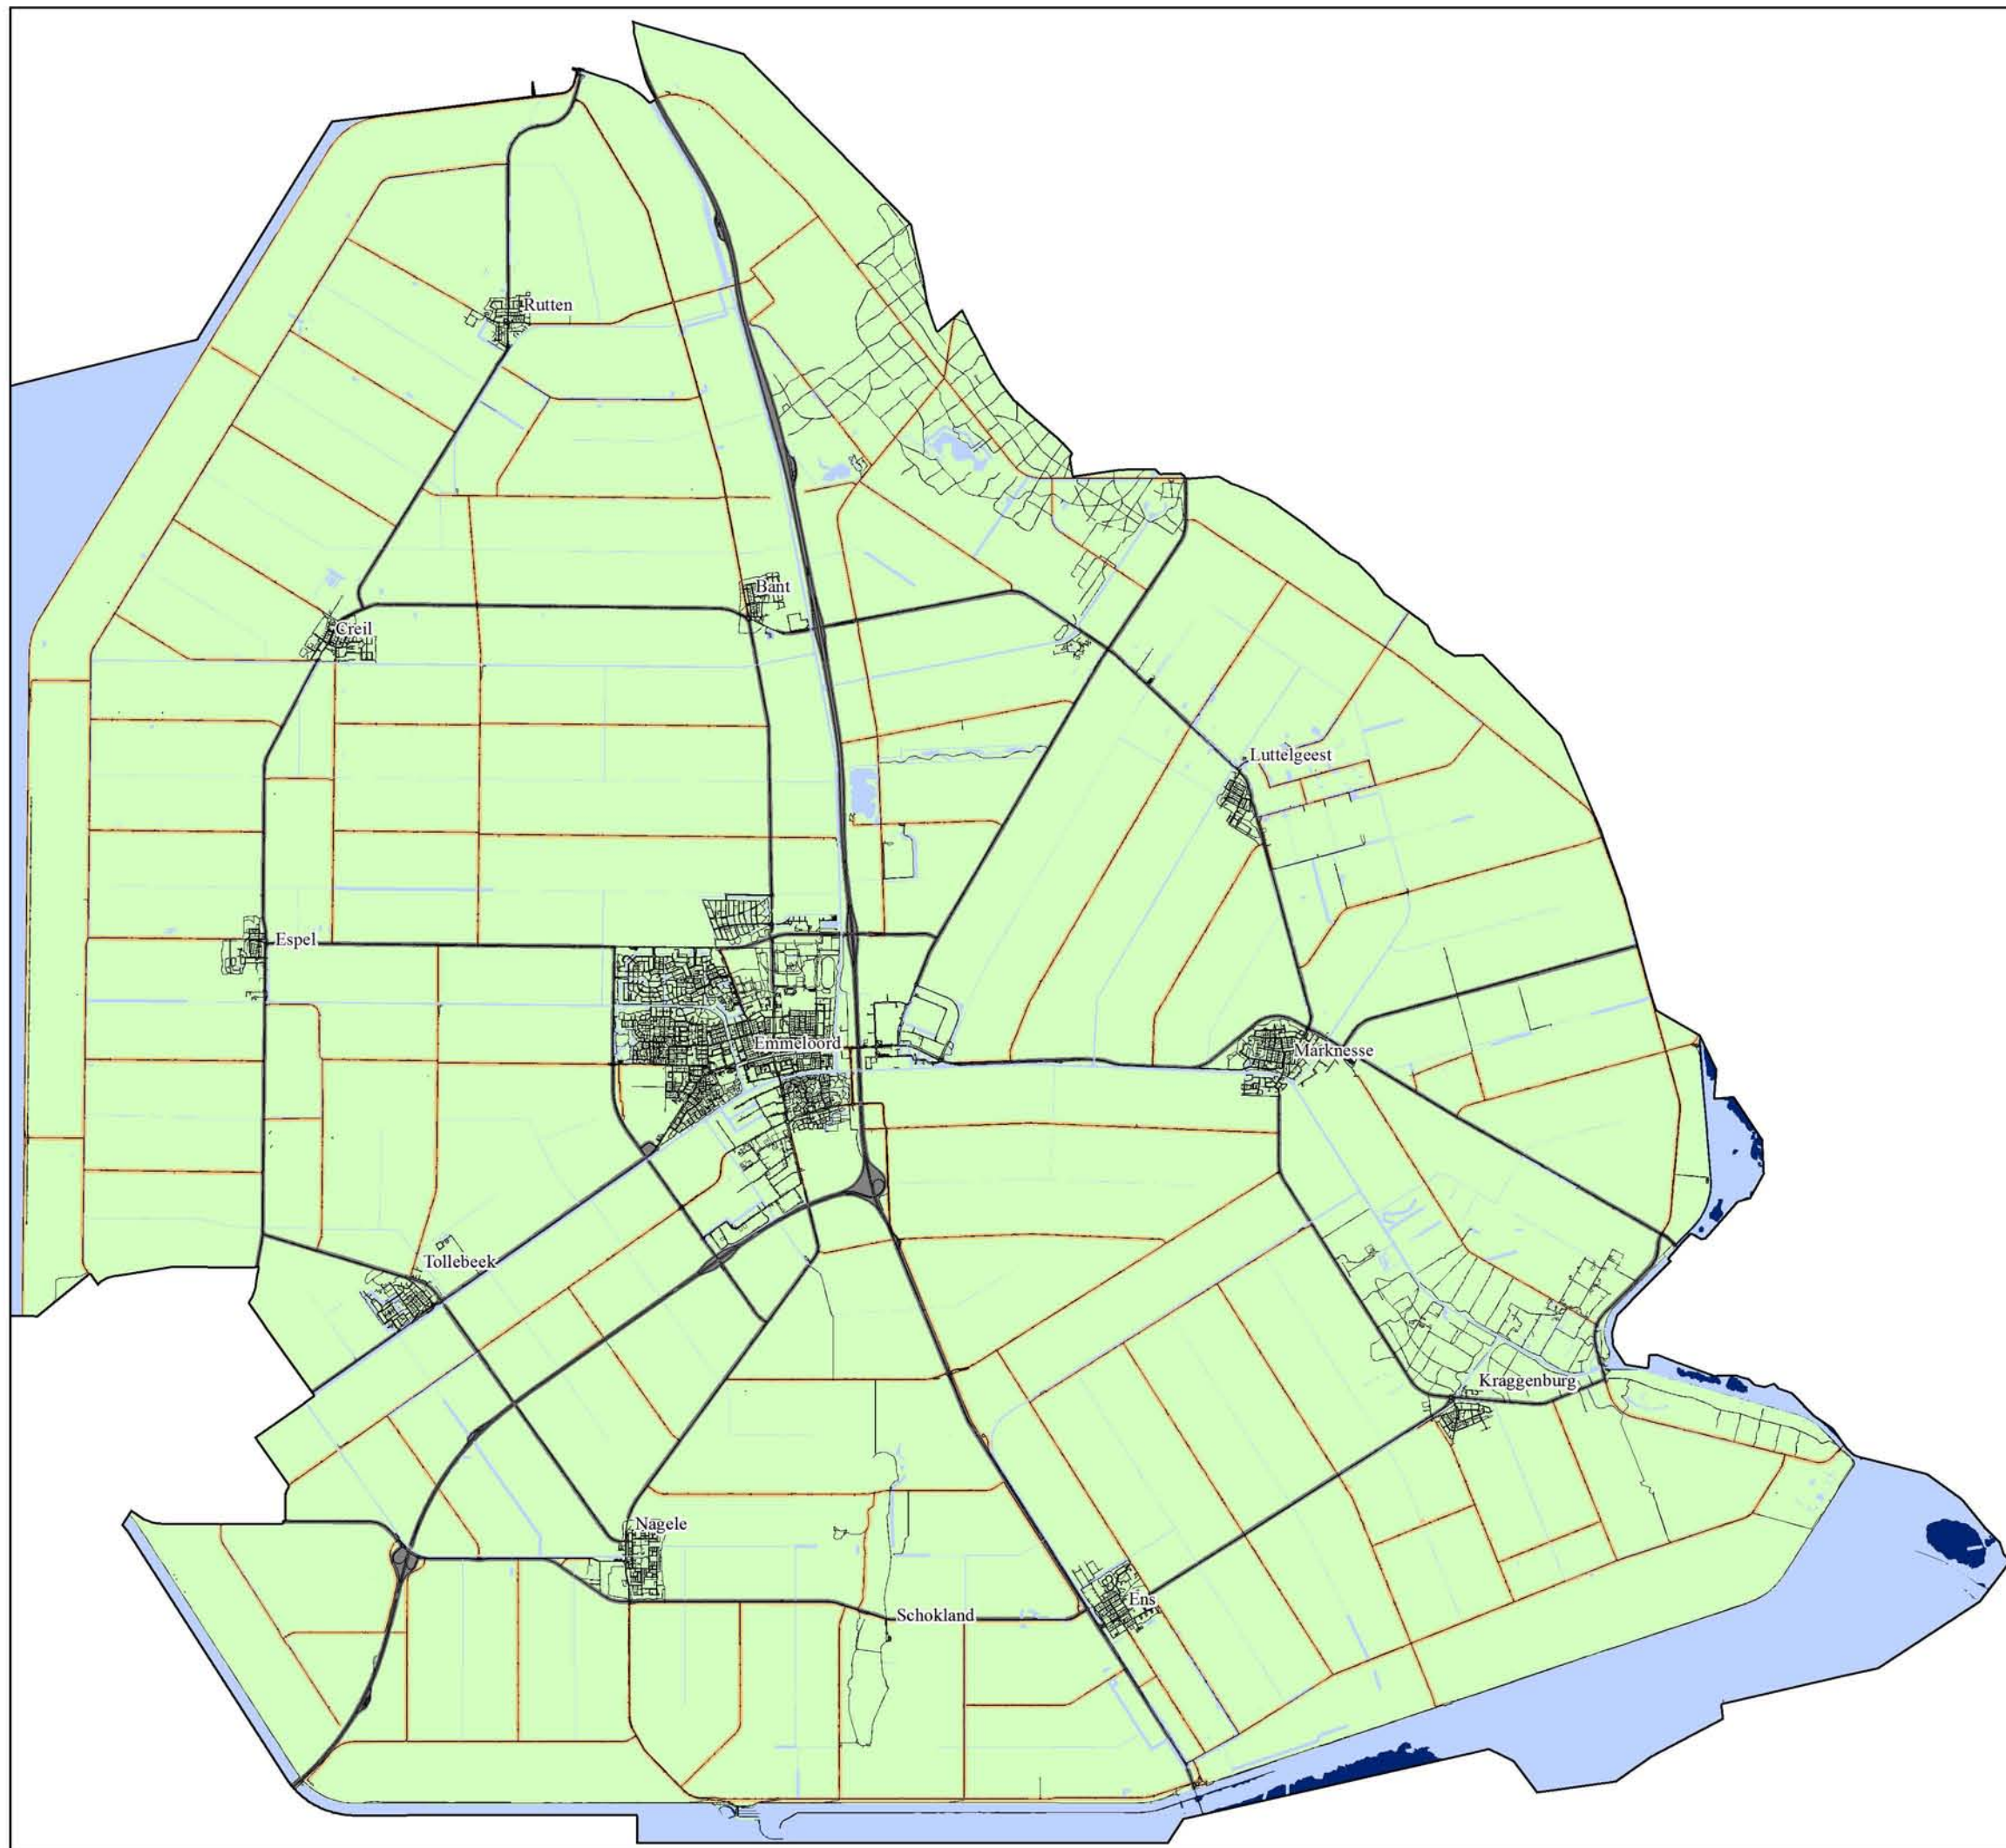 Rutten
Bant
Creil
Luttelgeest
Espel
Emmeloord
Marknesse
Tollebeek
Kraggenburg
Nagele
Ens
Schokland